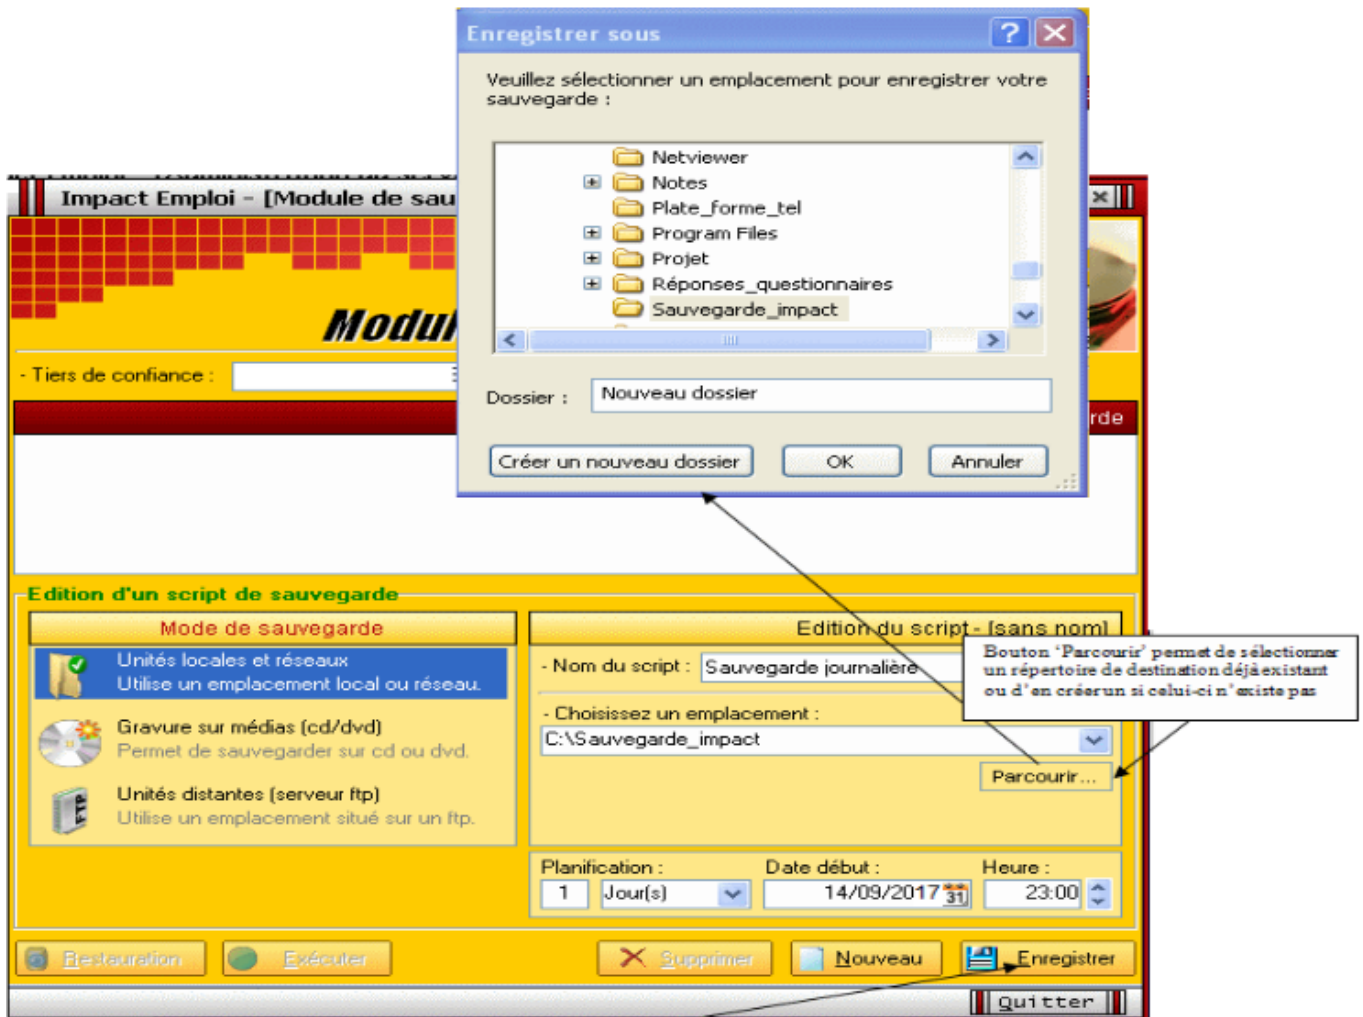 Enregistrer sous
Veuillez sélectionner un emplacement pour enregistrer votre
sauvegarde :
Netviewer
Notes
Plate_forme_tel
Program Files
Projet
Réponses_questionnaires
Sauvegarde_impact
Dossier :
Nouveau dossier
Créer un nouveau dossier
OK
Annuler
Impact Emploi - [Module de sau
Modul
- Tiers de confiance :
rde
Edition d'un script de sauvegarde
Mode de sauvegarde
Unités locales et réseaux
Utilise un emplacement local ou réseau.
Gravure sur médias (cd/dvd)
Permet de sauvegarder sur cd ou dvd.
Unités distantes (serveur ftp)
Utilise un emplacement situé sur un ftp.
Edition du script - [sans nom]
- Nom du script : Sauvegarde journalière
- Choisissez un emplacement :
C:\Sauvegarde_impact
Parcourir...
Bouton ‘Parcourir’ permet de sélectionner
un répertoire de destination déjà existant
ou d’en créer un si celui-ci n’existe pas
Planification : Date début : Heure :
1 Jour(s) 14/09/2017 31 23:00
Restauration
Exécuter
Supprimer
Nouveau
Enregistrer
Quitter